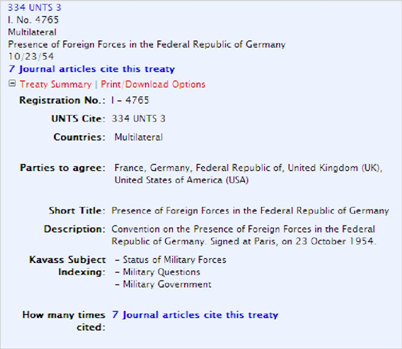 334 UNTS 3
I. No. 4765
Multilateral
Presence of Foreign Forces in the Federal Republic of Germany
10/23/54
7 Journal articles cite this treaty
Treaty Summary | Print/Download Options
Registration No.: I - 4765
UNTS Cite: 334 UNTS 3
Countries: Multilateral
Parties to agree: France, Germany, Federal Republic of, United Kingdom (UK),
United States of America (USA)
Short Title: Presence of Foreign Forces in the Federal Republic of Germany
Description: Convention on the Presence of Foreign Forces in the Federal
Republic of Germany. Signed at Paris, on 23 October 1954.
Kavass Subject - Status of Military Forces
Indexing: - Military Questions
- Military Government
How many times 7 Journal articles cite this treaty
cited: